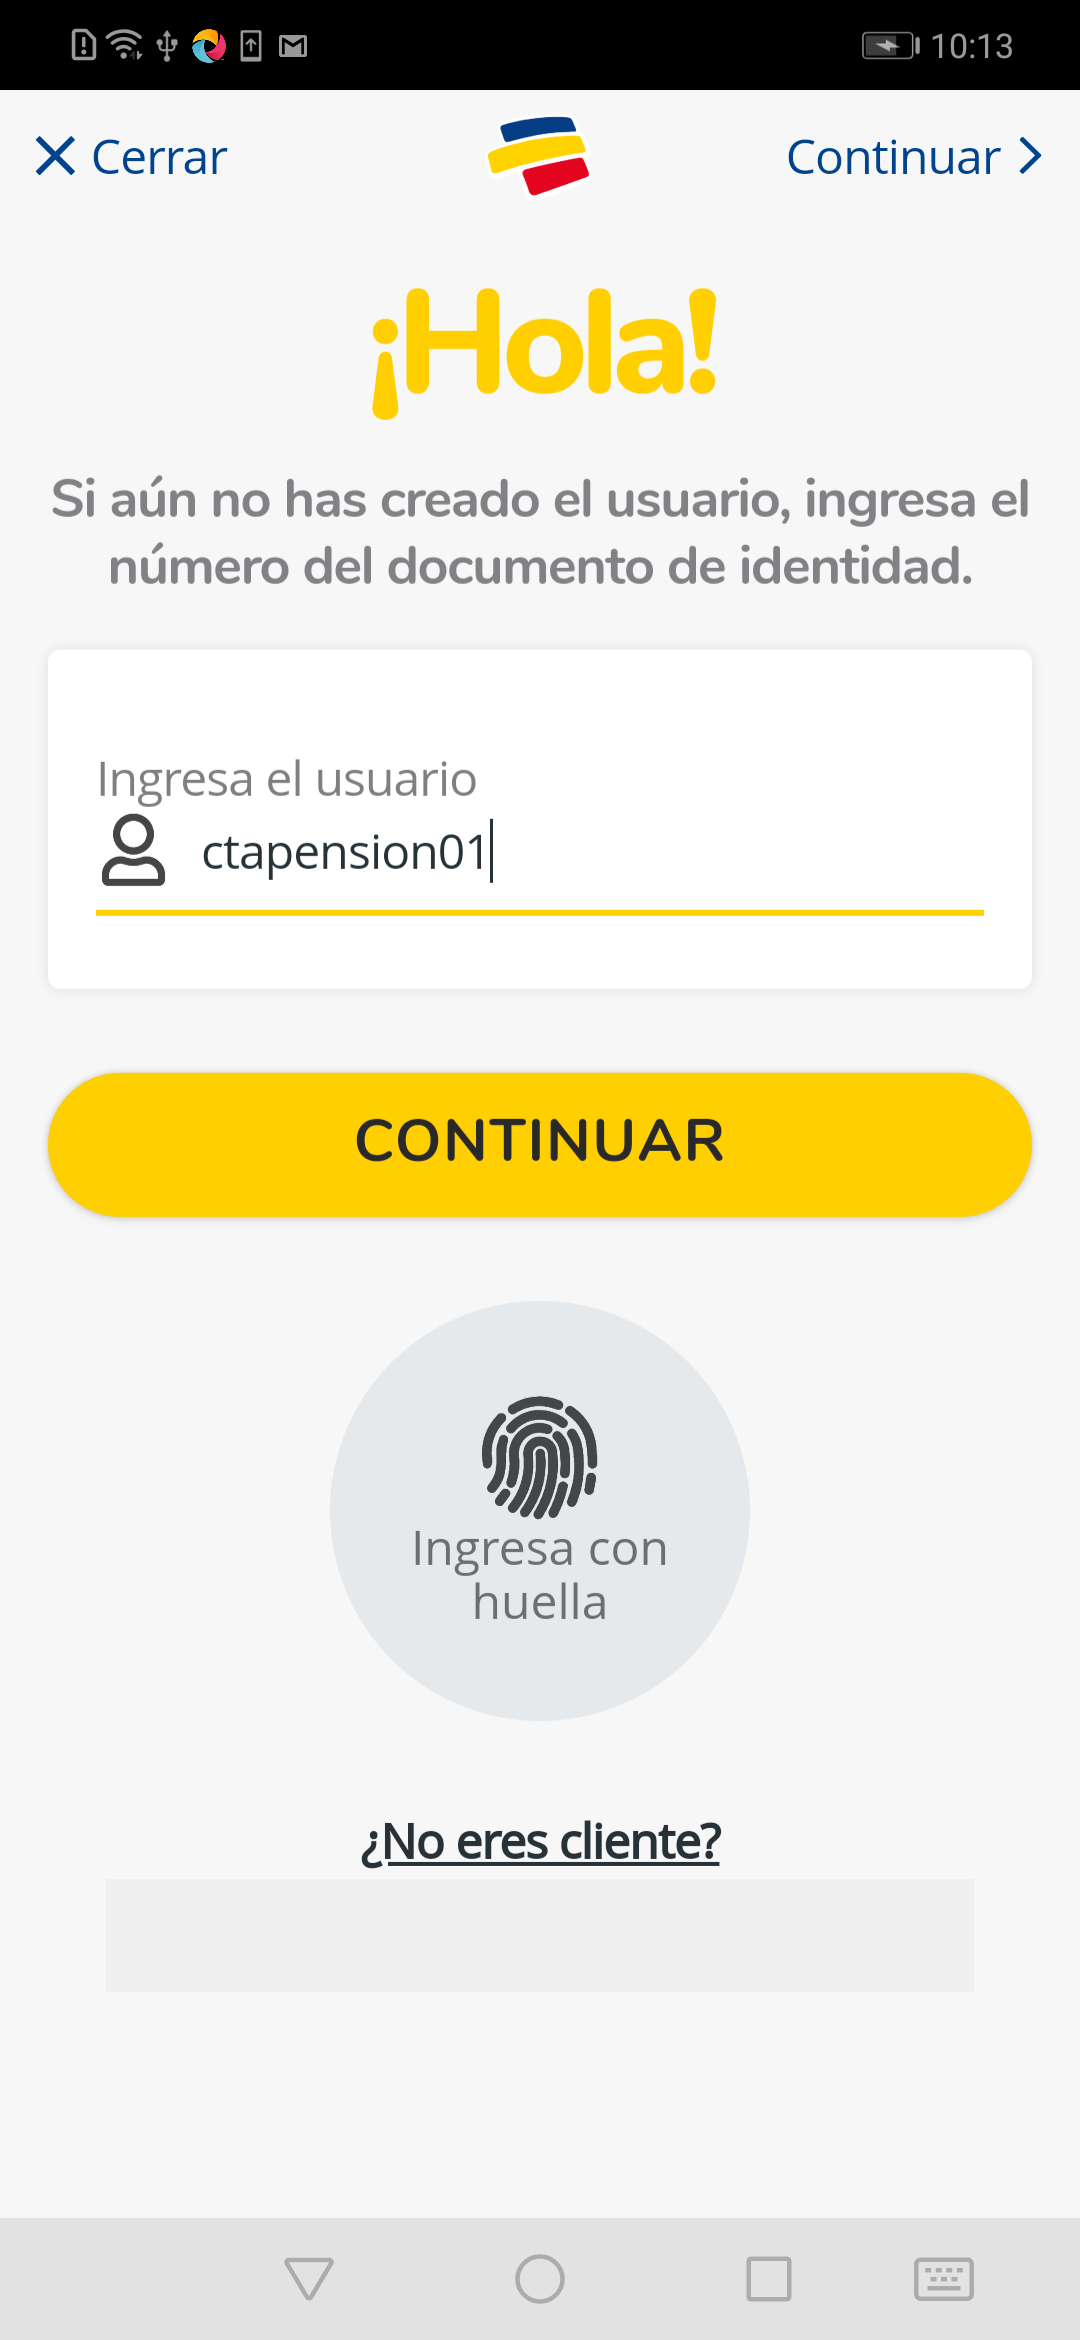 10:13
Cerrar
Continuar
¡Hola!
Si aún no has creado el usuario, ingresa el
número del documento de identidad.
Ingresa el usuario
ctapension01
CONTINUAR
Ingresa con
huella
¿No eres cliente?